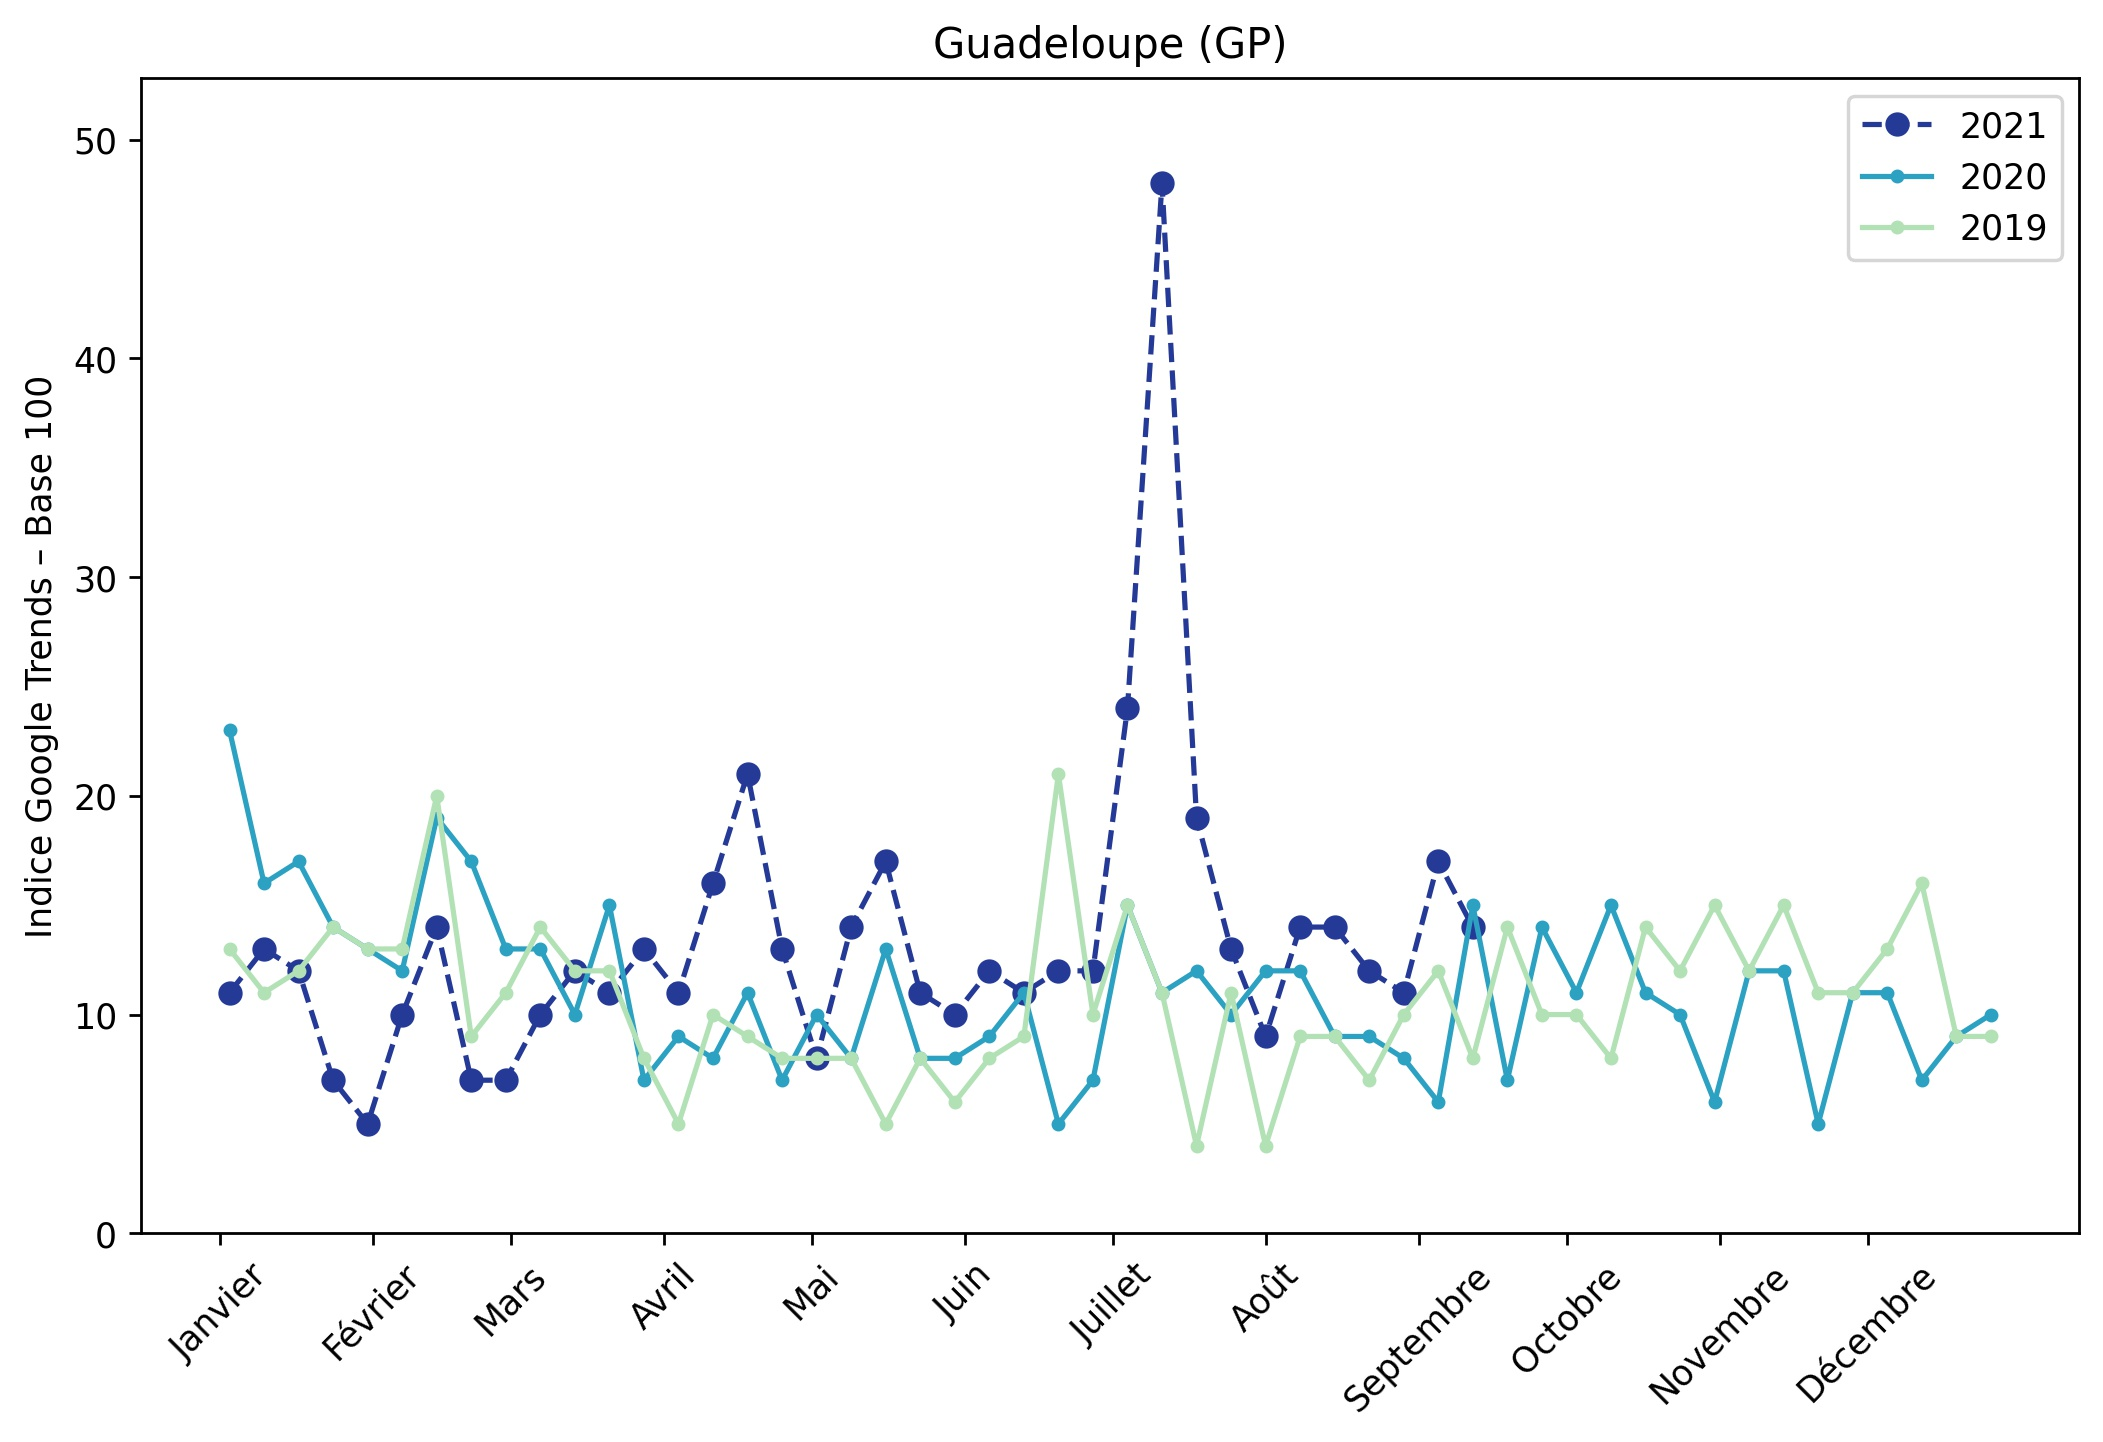 Guadeloupe (GP)
Indice Google Trends – Base 100
50
40
30
20
10
0
2021
2020
2019
Janvier
Février
Mars
Avril
Mai
Juin
Juillet
Août
Septembre
Octobre
Novembre
Décembre